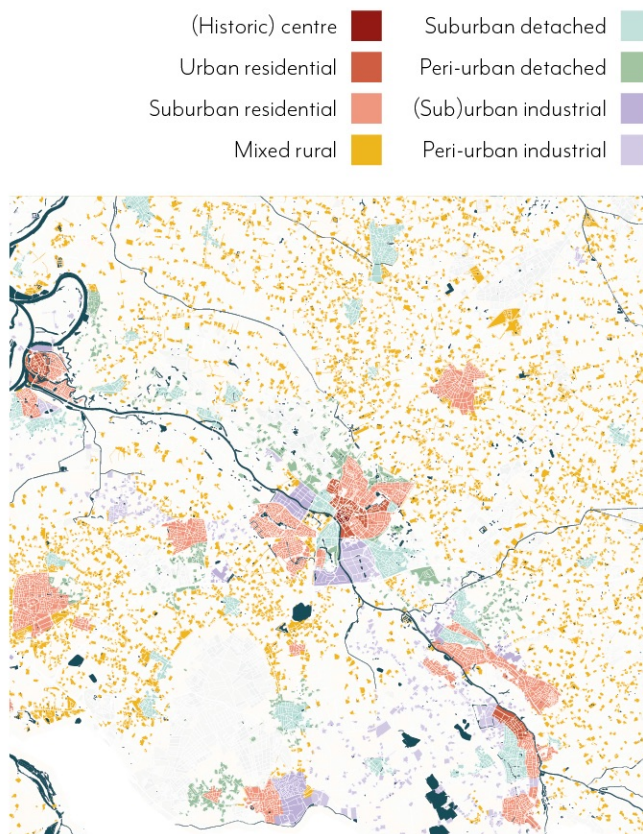 (Historic) centre
Urban residential
Suburban residential
Mixed rural
Suburban detached
Peri-urban detached
(Sub)urban industrial
Peri-urban industrial